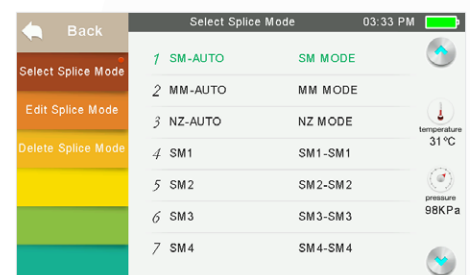 Back
Select Splice Mode 03:33 PM
Select Splice Mode
Edit Splice Mode
Delete Splice Mode
1 SM-AUTO SM MODE
2 MM-AUTO MM MODE
3 NZ-AUTO NZ MODE
4 SM1 SM1-SM1
5 SM2 SM2-SM2
6 SM3 SM3-SM3
7 SM4 SM4-SM4
temperature
31℃
pressure
98KPa